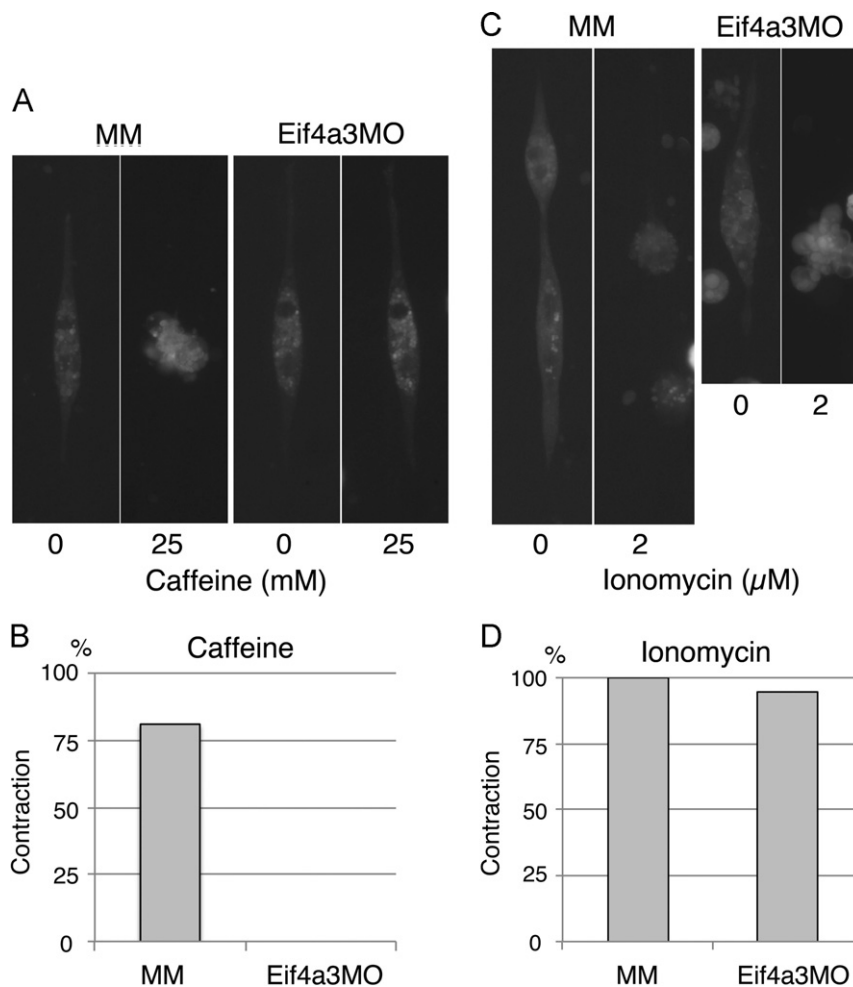 A
MM Eif4a3MO
0 25 0 25
Caffeine (mM)
C
MM Eif4a3MO
0 2 0 2
Ionomycin (µM)
B
% Caffeine
100
75
50
25
0
Contraction
MM Eif4a3MO
D
% Ionomycin
100
75
50
25
0
Contraction
MM Eif4a3MO